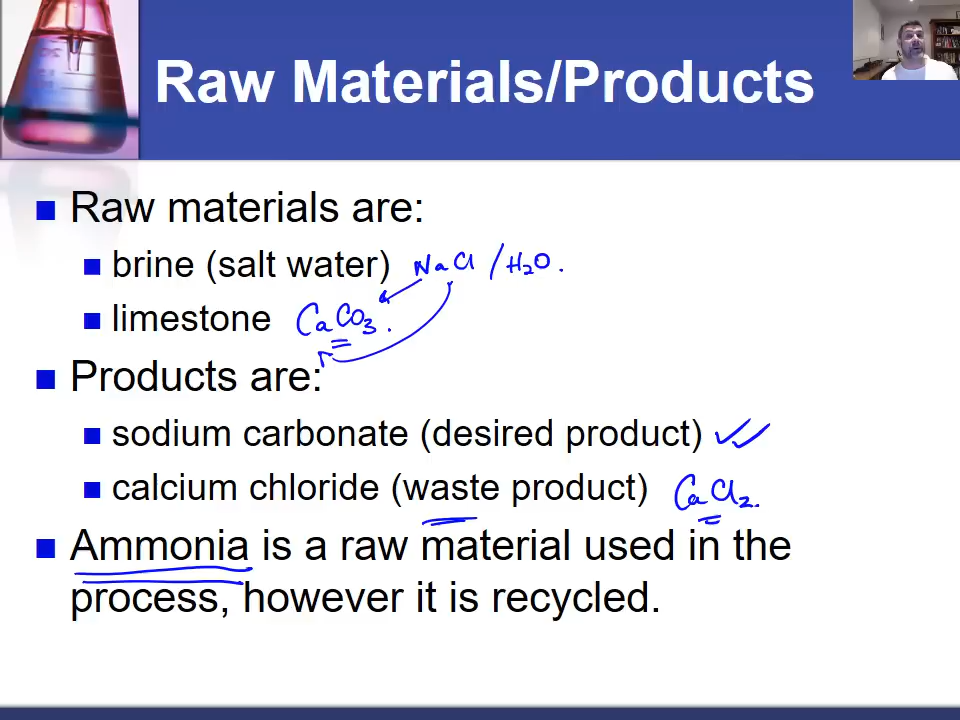 Raw Materials/Products
Raw materials are:
brine (salt water) NaCl / H2O.
limestone CaCO3.
Products are:
sodium carbonate (desired product)
calcium chloride (waste product) CaCl2.
Ammonia is a raw material used in the
process, however it is recycled.